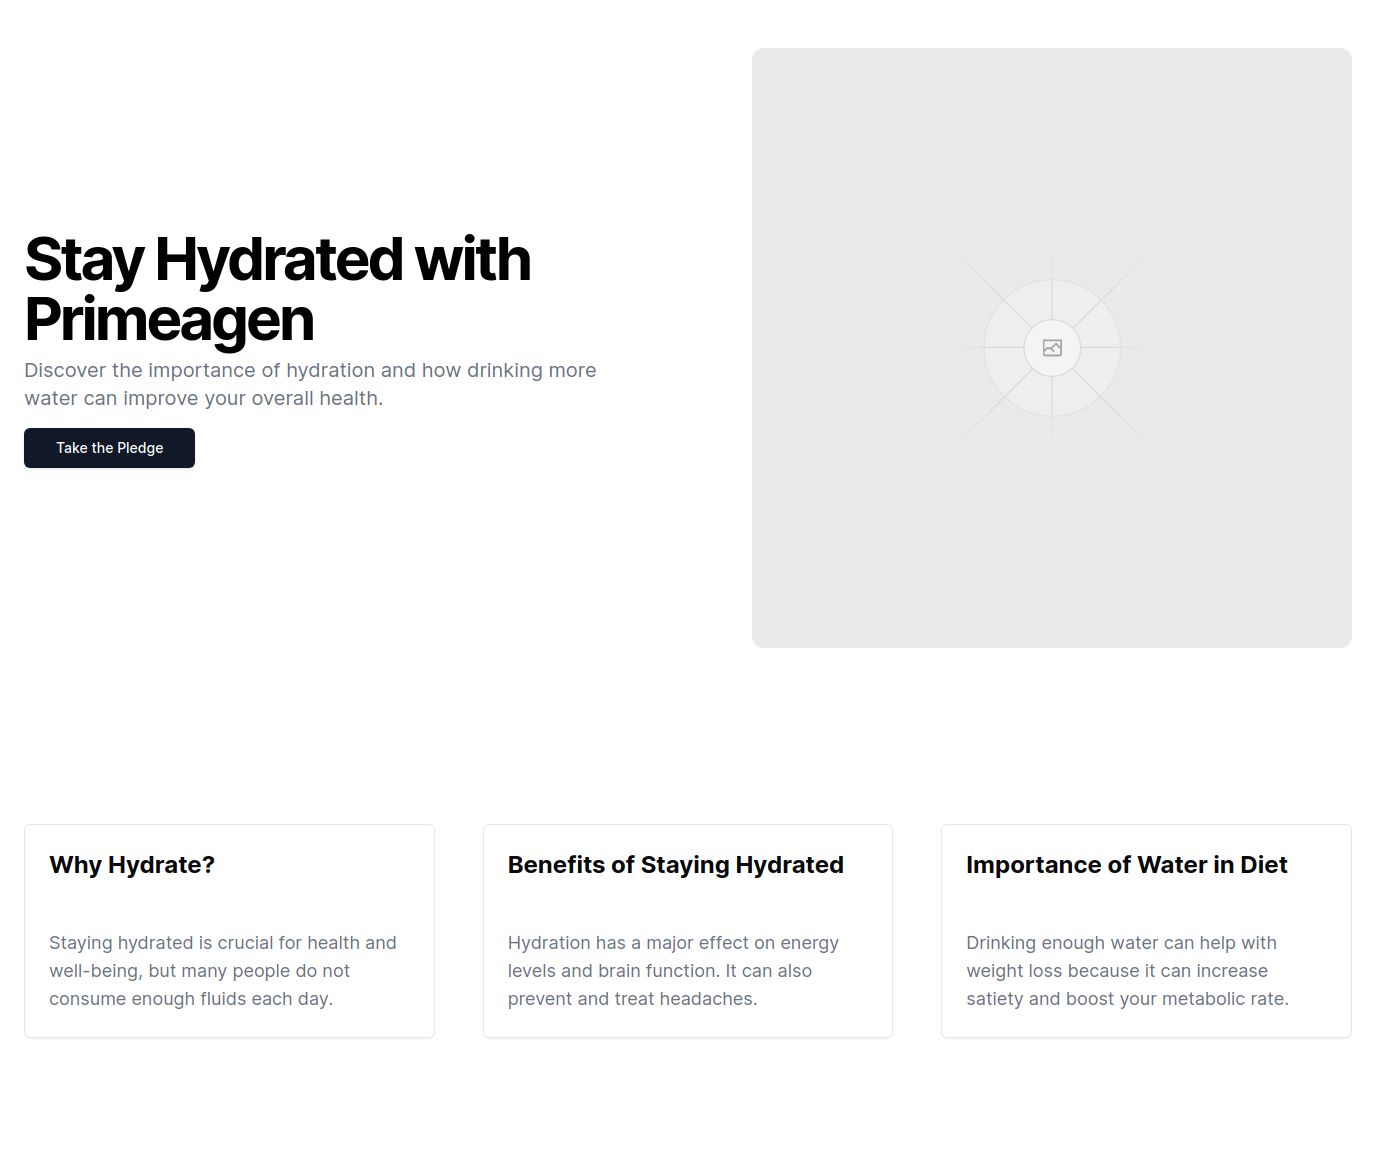 Stay Hydrated with
Primeagen
Discover the importance of hydration and how drinking more
water can improve your overall health.
Take the Pledge
Why Hydrate?
Staying hydrated is crucial for health and
well-being, but many people do not
consume enough fluids each day.
Benefits of Staying Hydrated
Hydration has a major effect on energy
levels and brain function. It can also
prevent and treat headaches.
Importance of Water in Diet
Drinking enough water can help with
weight loss because it can increase
satiety and boost your metabolic rate.